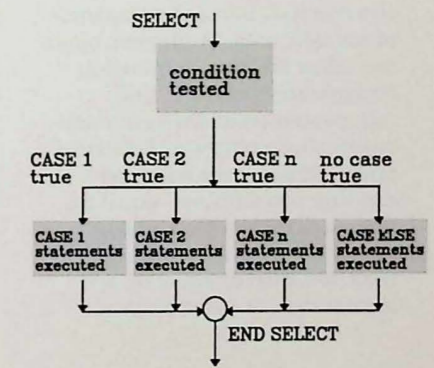 SELECT
condition
tested
CASE 1
true
CASE 2
true
CASE n
true
no case
true
CASE 1
statements
executed
CASE 2
statements
executed
CASE n
statements
executed
CASE ELSE
statements
executed
END SELECT